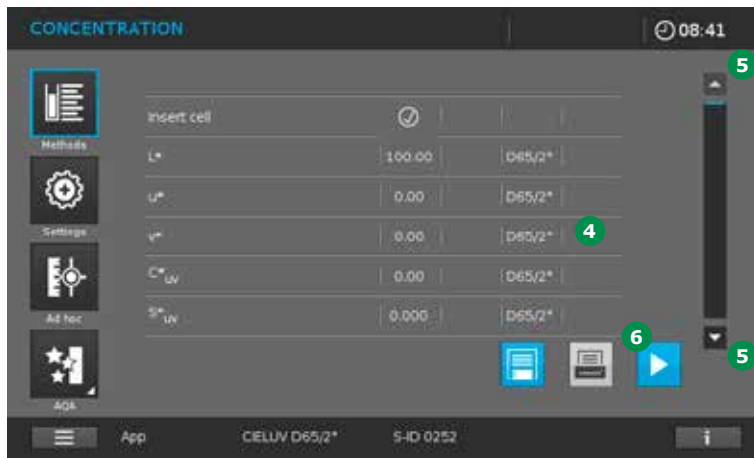 CONCENTRATION 08:41
5
Insert cell
Methods
L* 100.00 D65/2°
u* 0.00 D65/2°
Settings
v* 0.00 D65/2° 4
C*uv 0.00 D65/2°
Ad hoc
S*uv 0.000 D65/2°
6
5
AQA
App CIELUV D65/2° S-ID 0252 i